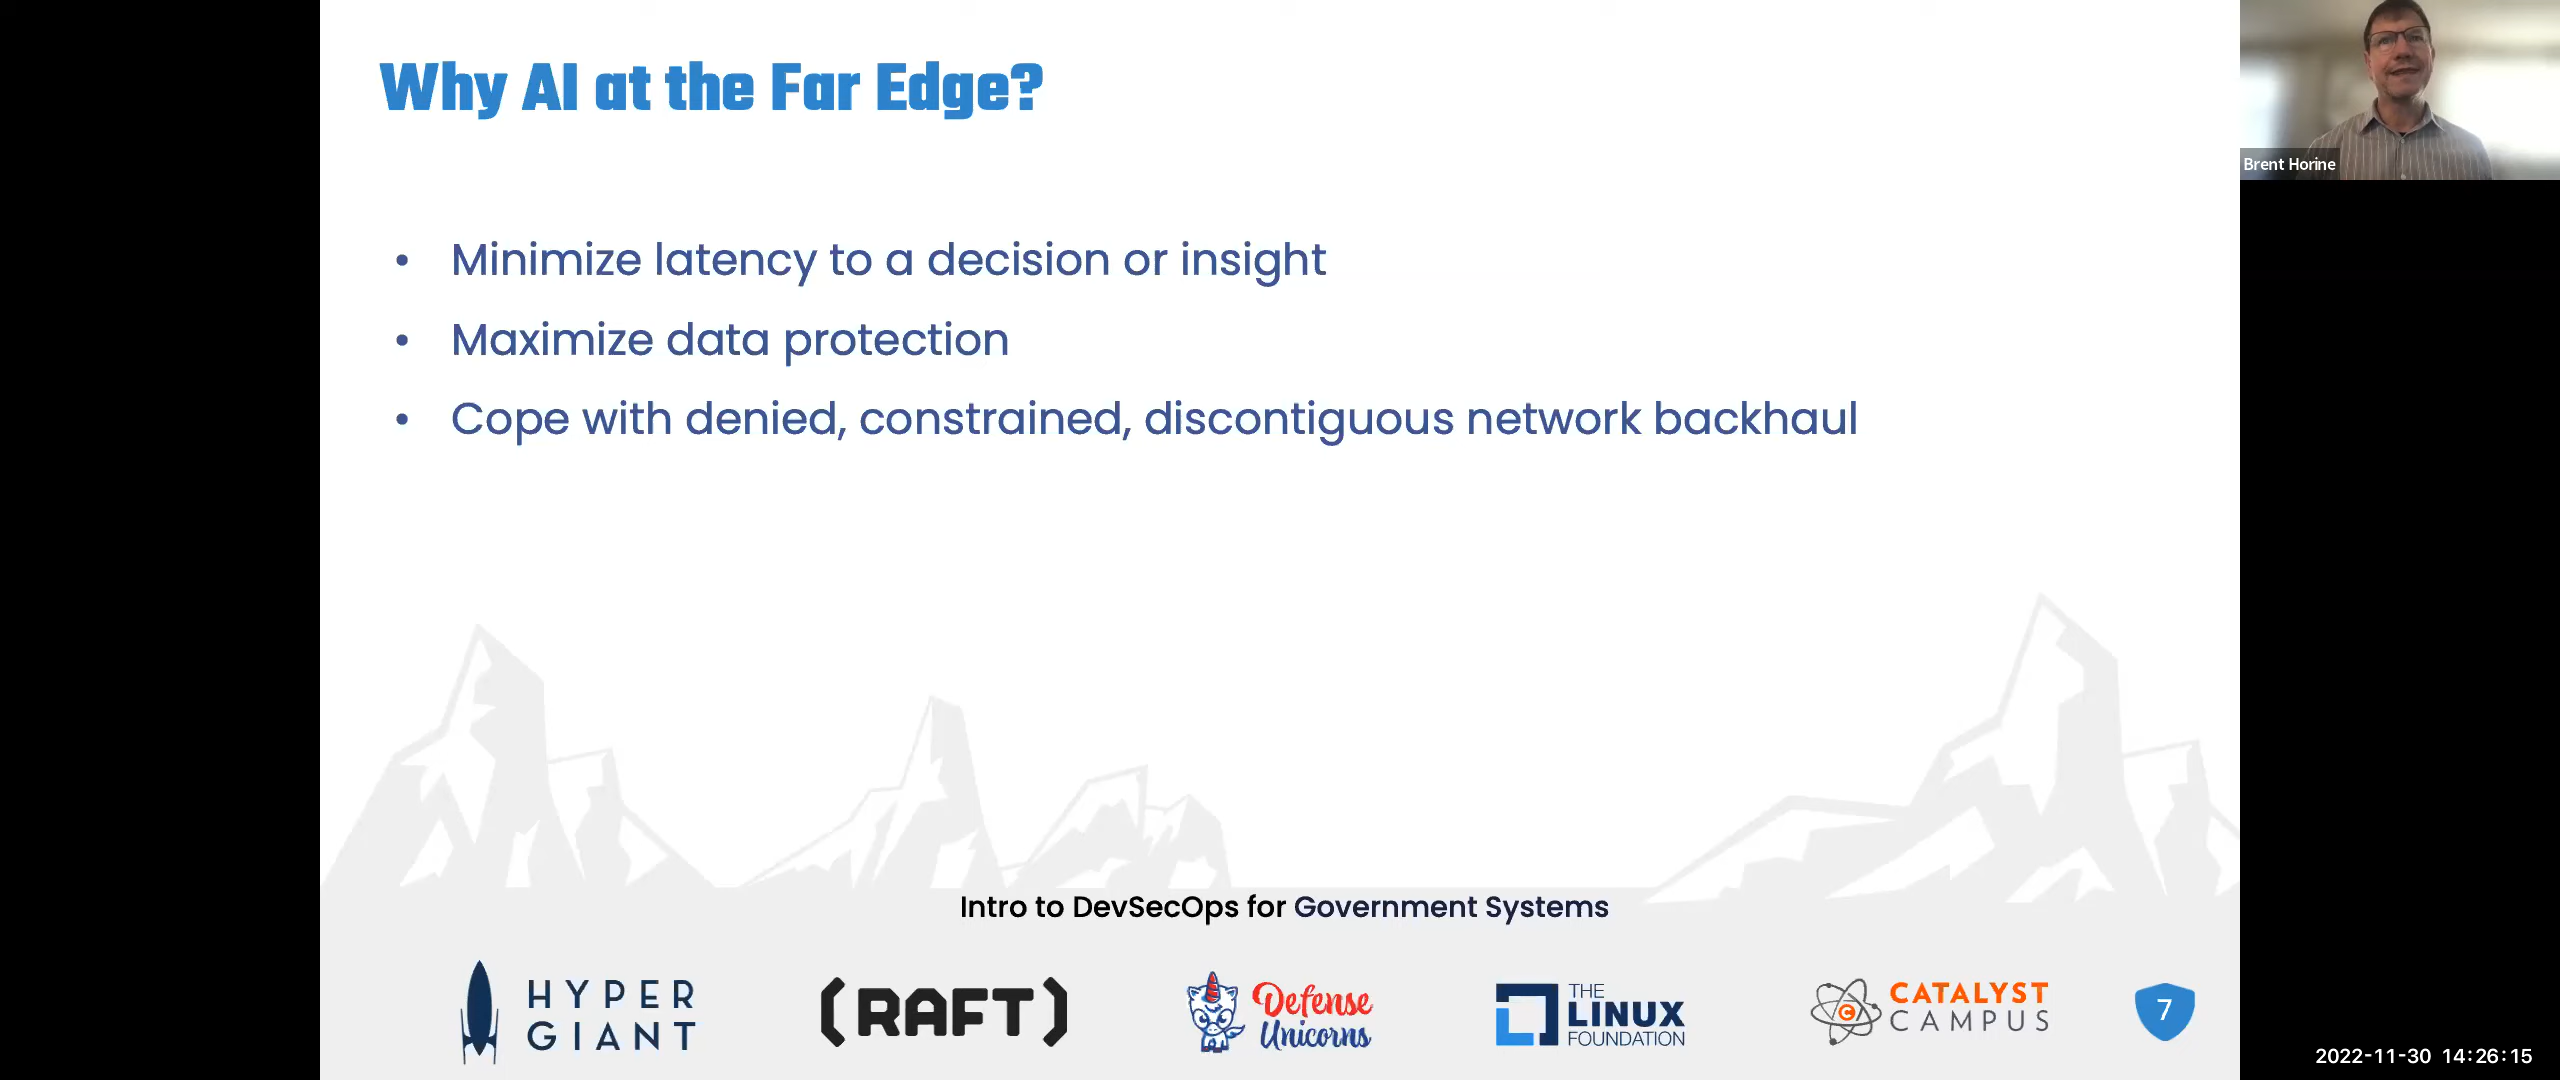 Why AI at the Far Edge?
Brent Horine
• Minimize latency to a decision or insight
• Maximize data protection
• Cope with denied, constrained, discontiguous network backhaul
Intro to DevSecOps for Government Systems
HYPER
GIANT
(RAFT)
Defense
Unicorns
THE
LINUX
FOUNDATION
C
CATALYST
CAMPUS
7
2022-11-30 14:26:15